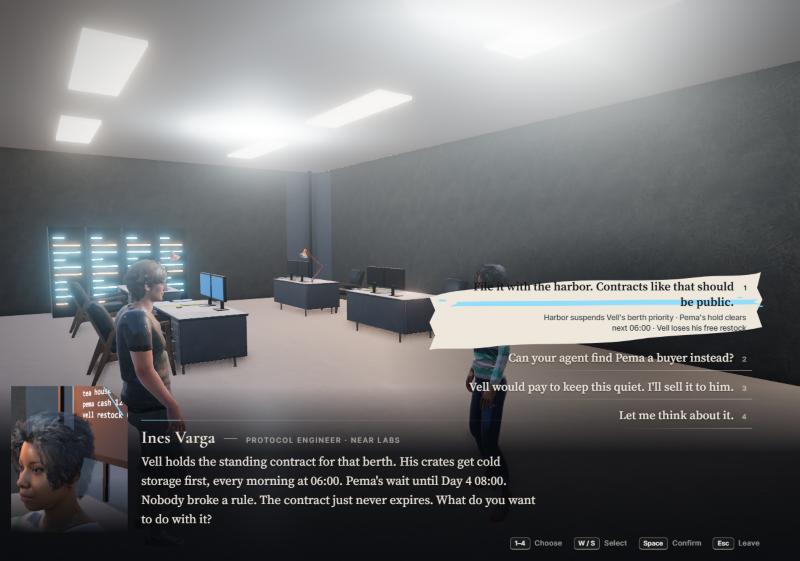 File it with the harbor. Contracts like that should 1
be public.
Harbor suspends Vell's berth priority · Pema's hold clears
next 06:00 · Vell loses his free restock
Can your agent find Pema a buyer instead? 2
Vell would pay to keep this quiet. I'll sell it to him. 3
Let me think about it. 4
tea house
pema cash 12
vell restock
Ines Varga — PROTOCOL ENGINEER · NEAR LABS
Vell holds the standing contract for that berth. His crates get cold
storage first, every morning at 06:00. Pema's wait until Day 4 08:00.
Nobody broke a rule. The contract just never expires. What do you want
to do with it?
1–4 Choose W / S Select Space Confirm Esc Leave